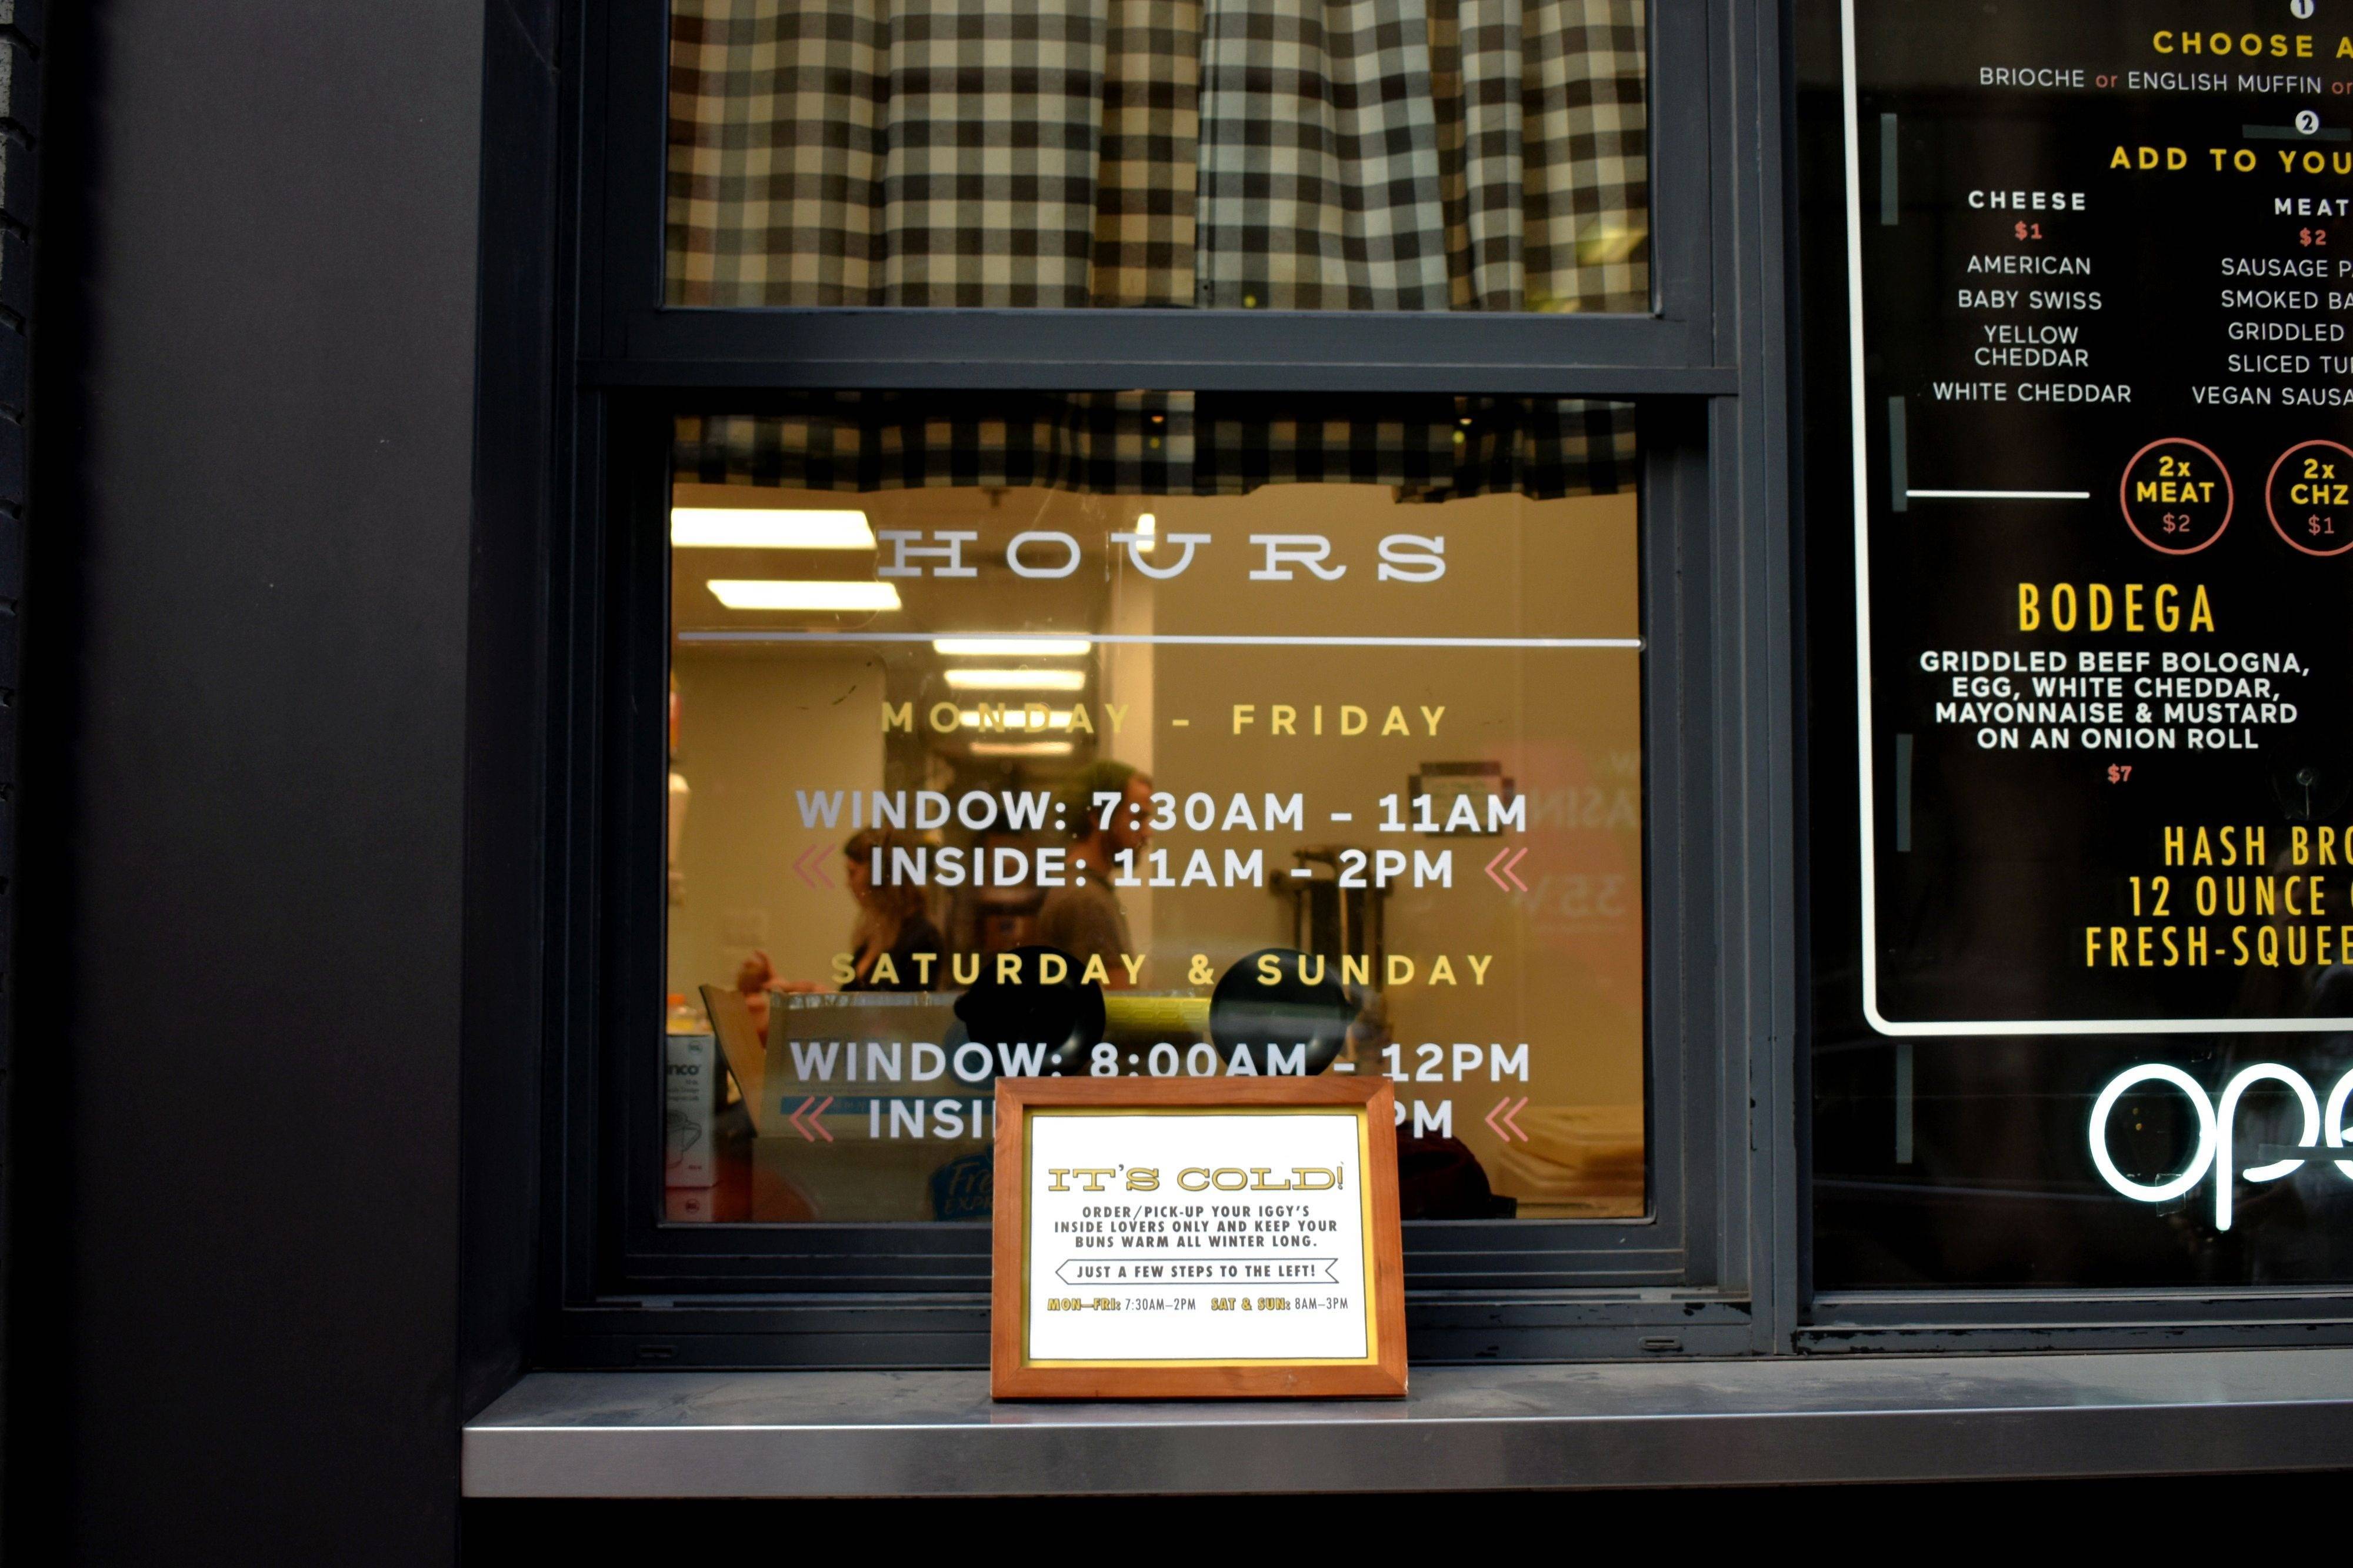 HOURS
MONDAY - FRIDAY
WINDOW: 7:30AM - 11AM
« INSIDE: 11AM - 2PM «
SATURDAY & SUNDAY
WINDOW: 8:00AM - 12PM
« INSI PM «
IT'S COLD!
ORDER/PICK-UP YOUR IGGY'S
INSIDE LOVERS ONLY AND KEEP YOUR
BUNS WARM ALL WINTER LONG.
JUST A FEW STEPS TO THE LEFT!
MON–FRI: 7:30AM–2PM SAT & SUN: 8AM–3PM
1
CHOOSE A
BRIOCHE or ENGLISH MUFFIN or
2
ADD TO YOU
CHEESE
$1
AMERICAN
BABY SWISS
YELLOW
CHEDDAR
WHITE CHEDDAR
MEAT
$2
SAUSAGE
SMOKED
GRIDDLED
SLICED
VEGAN
2x
MEAT
$2
2x
CHZ
$1
BODEGA
GRIDDLED BEEF BOLOGNA,
EGG, WHITE CHEDDAR,
MAYONNAISE & MUSTARD
ON AN ONION ROLL
$7
HASH BRO
12 OUNCE
FRESH-SQUEE
ope